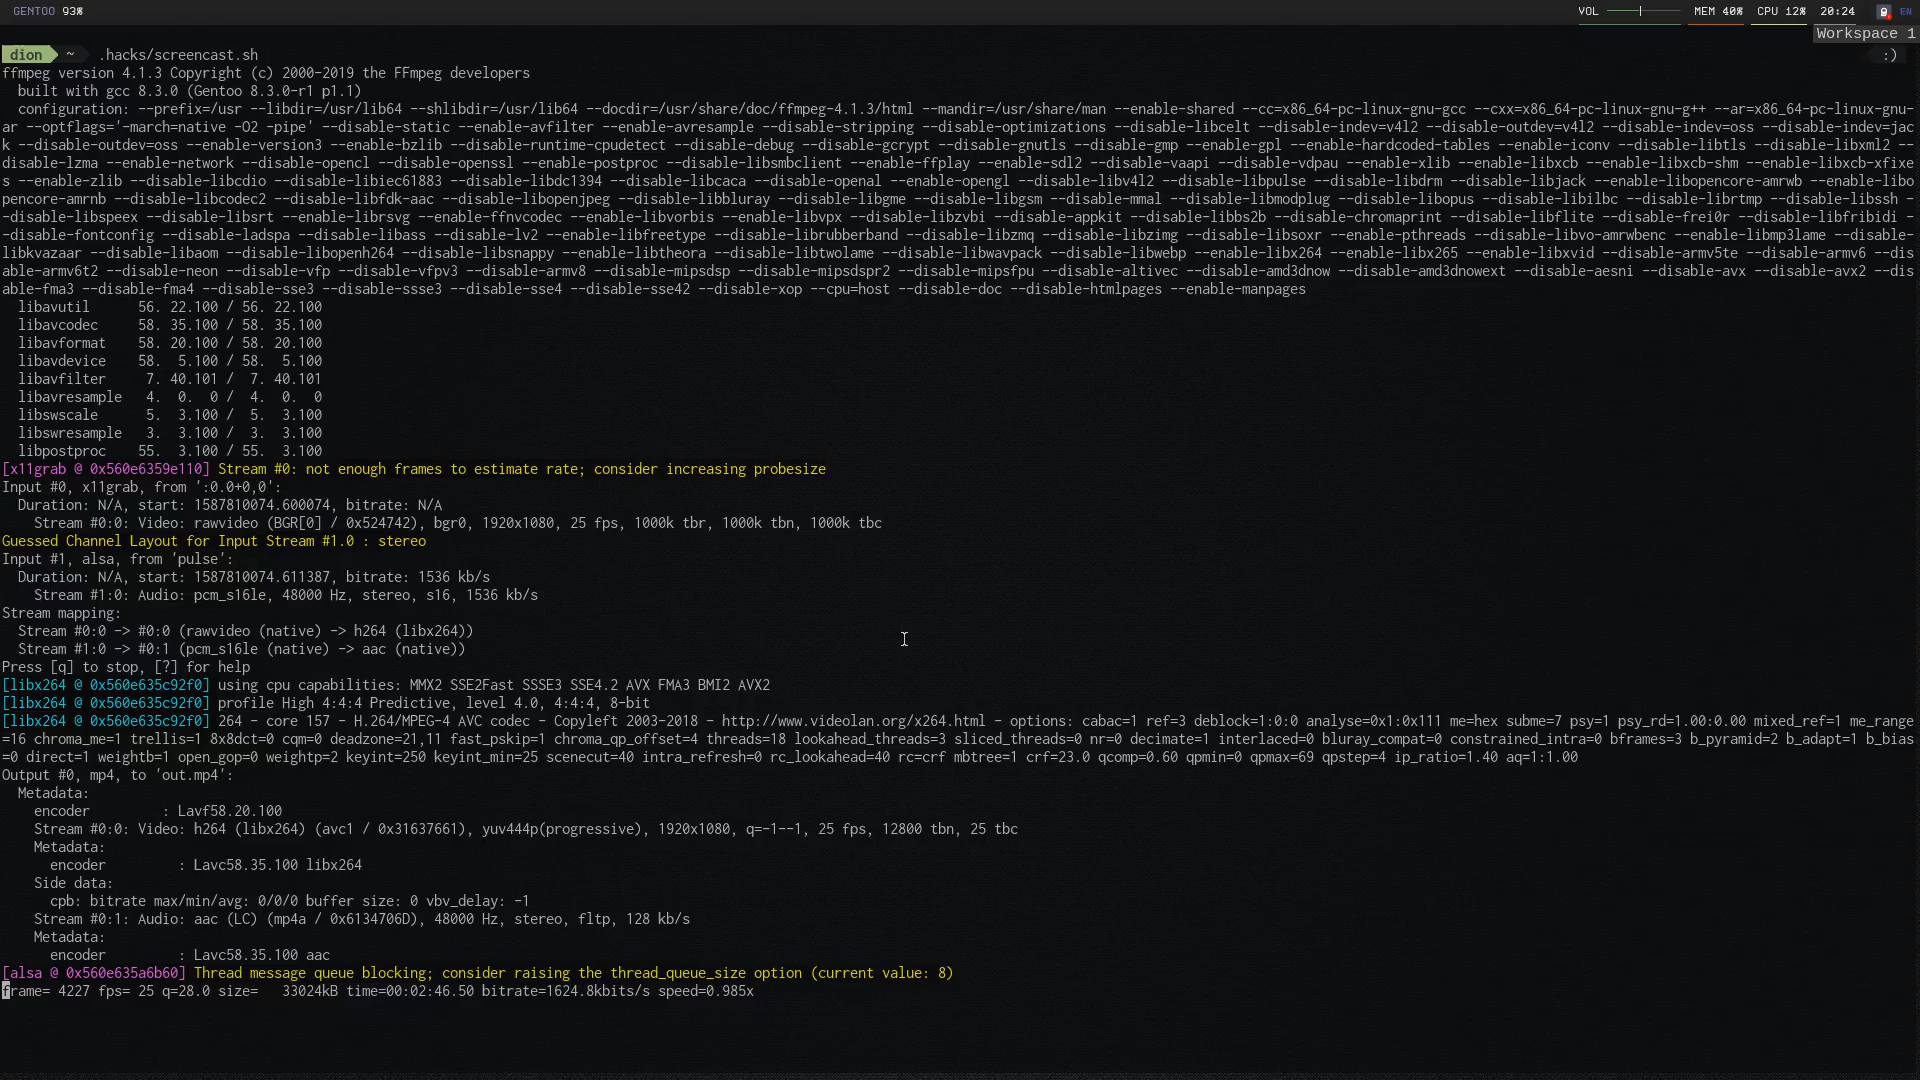 GENTOO 93% VOL MEM 40% CPU 12% 20:24 EN
Workspace 1
dion ~ .hacks/screencast.sh :)
ffmpeg version 4.1.3 Copyright (c) 2000-2019 the FFmpeg developers
  built with gcc 8.3.0 (Gentoo 8.3.0-r1 p1.1)
  configuration: --prefix=/usr --libdir=/usr/lib64 --shlibdir=/usr/lib64 --docdir=/usr/share/doc/ffmpeg-4.1.3/html --mandir=/usr/share/man --enable-shared --cc=x86_64-pc-linux-gnu-gcc --cxx=x86_64-pc-linux-gnu-g++ --ar=x86_64-pc-linux-gnu-
ar --optflags='-march=native -O2 -pipe' --disable-static --enable-avfilter --enable-avresample --disable-stripping --disable-optimizations --disable-libcelt --disable-indev=v4l2 --disable-outdev=v4l2 --disable-indev=oss --disable-indev=jac
k --disable-outdev=oss --enable-version3 --enable-bzlib --disable-runtime-cpudetect --disable-debug --disable-gcrypt --disable-gnutls --disable-gmp --enable-gpl --enable-hardcoded-tables --enable-iconv --disable-libtls --disable-libxml2 --
disable-lzma --enable-network --disable-opencl --disable-openssl --enable-postproc --disable-libsmbclient --enable-ffplay --enable-sdl2 --disable-vaapi --disable-vdpau --enable-xlib --enable-libxcb --enable-libxcb-shm --enable-libxcb-xfixe
s --enable-zlib --disable-libcdio --disable-libiec61883 --disable-libdc1394 --disable-libcaca --disable-openal --enable-opengl --disable-libv4l2 --disable-libpulse --disable-libdrm --disable-libjack --enable-libopencore-amrwb --enable-libo
pencore-amrnb --disable-libcodec2 --disable-libfdk-aac --disable-libopenjpeg --disable-libbluray --disable-libgme --disable-libgsm --disable-mmal --disable-libmodplug --disable-libopus --disable-libilbc --disable-librtmp --disable-libssh -
-disable-libspeex --disable-libsrt --enable-librsvg --enable-ffnvcodec --enable-libvorbis --enable-libvpx --disable-libzvbi --disable-appkit --disable-libbs2b --disable-chromaprint --disable-libflite --disable-frei0r --disable-libfribidi -
-disable-fontconfig --disable-ladspa --disable-libass --disable-lv2 --enable-libfreetype --disable-librubberband --disable-libzmq --disable-libzimg --disable-libsoxr --enable-pthreads --disable-libvo-amrwbenc --enable-libmp3lame --disable-
libkvazaar --disable-libaom --disable-libopenh264 --disable-libsnappy --enable-libtheora --disable-libtwolame --disable-libwavpack --disable-libwebp --enable-libx264 --enable-libx265 --enable-libxvid --disable-armv5te --disable-armv6 --dis
able-armv6t2 --disable-neon --disable-vfp --disable-vfpv3 --disable-armv8 --disable-mipsdsp --disable-mipsdspr2 --disable-mipsfpu --disable-altivec --disable-amd3dnow --disable-amd3dnowext --disable-aesni --disable-avx --disable-avx2 --dis
able-fma3 --disable-fma4 --disable-sse3 --disable-ssse3 --disable-sse4 --disable-sse42 --disable-xop --cpu=host --disable-doc --disable-htmlpages --enable-manpages
  libavutil      56. 22.100 / 56. 22.100
  libavcodec     58. 35.100 / 58. 35.100
  libavformat    58. 20.100 / 58. 20.100
  libavdevice    58.  5.100 / 58.  5.100
  libavfilter     7. 40.101 /  7. 40.101
  libavresample   4.  0.  0 /  4.  0.  0
  libswscale      5.  3.100 /  5.  3.100
  libswresample   3.  3.100 /  3.  3.100
  libpostproc    55.  3.100 / 55.  3.100
[x11grab @ 0x560e6359e110] Stream #0: not enough frames to estimate rate; consider increasing probesize
Input #0, x11grab, from ':0.0+0,0':
  Duration: N/A, start: 1587810074.600074, bitrate: N/A
    Stream #0:0: Video: rawvideo (BGR[0] / 0x524742), bgr0, 1920x1080, 25 fps, 1000k tbr, 1000k tbn, 1000k tbc
Guessed Channel Layout for Input Stream #1.0 : stereo
Input #1, alsa, from 'pulse':
  Duration: N/A, start: 1587810074.611387, bitrate: 1536 kb/s
    Stream #1:0: Audio: pcm_s16le, 48000 Hz, stereo, s16, 1536 kb/s
Stream mapping:
  Stream #0:0 -> #0:0 (rawvideo (native) -> h264 (libx264))
  Stream #1:0 -> #0:1 (pcm_s16le (native) -> aac (native))
Press [q] to stop, [?] for help
[libx264 @ 0x560e635c92f0] using cpu capabilities: MMX2 SSE2Fast SSSE3 SSE4.2 AVX FMA3 BMI2 AVX2
[libx264 @ 0x560e635c92f0] profile High 4:4:4 Predictive, level 4.0, 4:4:4, 8-bit
[libx264 @ 0x560e635c92f0] 264 - core 157 - H.264/MPEG-4 AVC codec - Copyleft 2003-2018 - http://www.videolan.org/x264.html - options: cabac=1 ref=3 deblock=1:0:0 analyse=0x1:0x111 me=hex subme=7 psy=1 psy_rd=1.00:0.00 mixed_ref=1 me_range
=16 chroma_me=1 trellis=1 8x8dct=0 cqm=0 deadzone=21,11 fast_pskip=1 chroma_qp_offset=4 threads=18 lookahead_threads=3 sliced_threads=0 nr=0 decimate=1 interlaced=0 bluray_compat=0 constrained_intra=0 bframes=3 b_pyramid=2 b_adapt=1 b_bias
=0 direct=1 weightb=1 open_gop=0 weightp=2 keyint=250 keyint_min=25 scenecut=40 intra_refresh=0 rc_lookahead=40 rc=crf mbtree=1 crf=23.0 qcomp=0.60 qpmin=0 qpmax=69 qpstep=4 ip_ratio=1.40 aq=1:1.00
Output #0, mp4, to 'out.mp4':
  Metadata:
    encoder         : Lavf58.20.100
    Stream #0:0: Video: h264 (libx264) (avc1 / 0x31637661), yuv444p(progressive), 1920x1080, q=-1--1, 25 fps, 12800 tbn, 25 tbc
    Metadata:
      encoder         : Lavc58.35.100 libx264
    Side data:
      cpb: bitrate max/min/avg: 0/0/0 buffer size: 0 vbv_delay: -1
    Stream #0:1: Audio: aac (LC) (mp4a / 0x6134706D), 48000 Hz, stereo, fltp, 128 kb/s
    Metadata:
      encoder         : Lavc58.35.100 aac
[alsa @ 0x560e635a6b60] Thread message queue blocking; consider raising the thread_queue_size option (current value: 8)
frame= 4227 fps= 25 q=28.0 size=   33024kB time=00:02:46.50 bitrate=1624.8kbits/s speed=0.985x